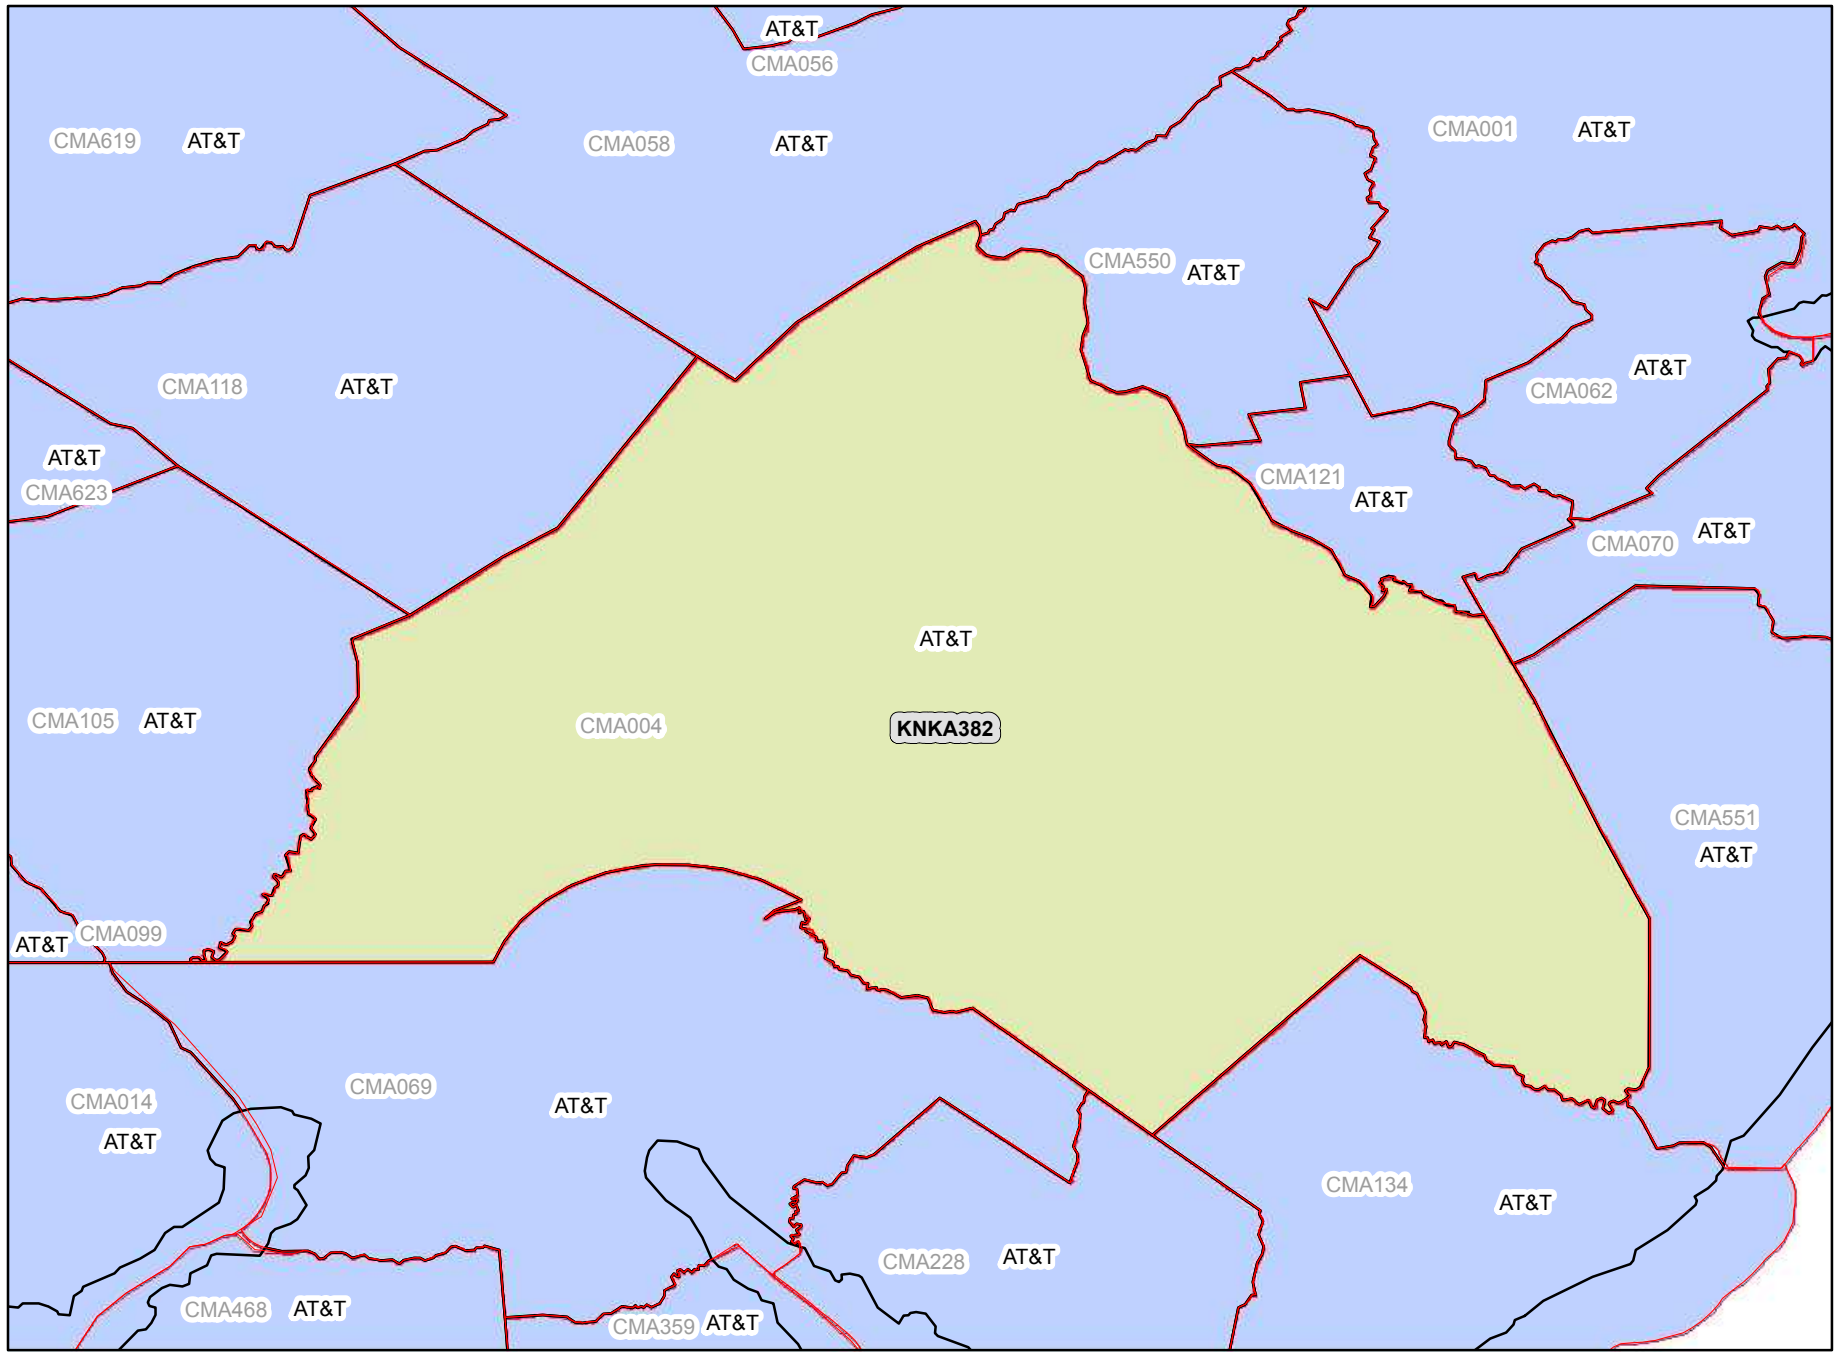 AT&T
CMA056
CMA619 AT&T
CMA058 AT&T
CMA001 AT&T
CMA550 AT&T
CMA118 AT&T
CMA062 AT&T
AT&T
CMA623
CMA121 AT&T
CMA070 AT&T
AT&T
CMA105 AT&T
CMA004 KNKA382
CMA551
AT&T
AT&T CMA099
CMA014
AT&T
CMA069 AT&T
CMA134 AT&T
CMA228 AT&T
CMA468 AT&T
CMA359 AT&T